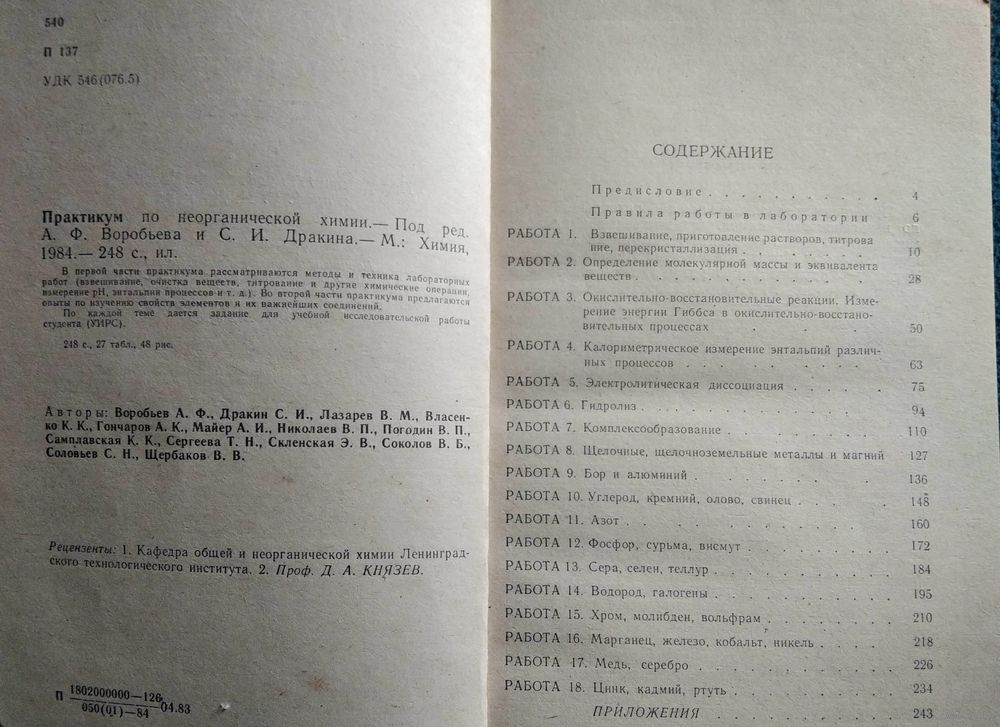 540
П 137
УДК 546(076.5)
Практикум по неорганической химии.— Под ред.
А. Ф. Воробьева и С. И. Дракина.— М.: Химия,
1984.— 248 с., ил.
В первой части практикума рассматриваются методы и техника лабораторных
работ (взвешивание, очистка веществ, титрование и другие химические операции,
измерение pH, энтальпии процессов и т. д.). Во второй части практикума предлагаются
опыты по изучению свойств элементов и их важнейших соединений.
По каждой теме дается задание для учебной исследовательской работы
студента (УИРС).
248 с., 27 табл., 48 рис.
Авторы: Воробьев А. Ф., Дракин С. И., Лазарев В. М., Власен-
ко К. К., Гончаров А. К., Майер А. И., Николаев В. П., Погодин В. П.,
Самплавская К. К., Сергеева Т. Н., Скленская Э. В., Соколов В. Б.,
Соловьев С. Н., Щербаков В. В.
Рецензенты: 1. Кафедра общей и неорганической химии Ленинград-
ского технологического института. 2. Проф. Д. А. КНЯЗЕВ.
П 1802000000—126 04.83
050(01)—84
СОДЕРЖАНИЕ
Предисловие . . . . . . . . . . 4
Правила работы в лаборатории 6
РАБОТА 1. Взвешивание, приготовление растворов, титрова
ние, перекристаллизация . . . . . . . . 10
РАБОТА 2. Определение молекулярной массы и эквивалента
веществ . . . . . . . . . . . . 28
РАБОТА 3. Окислительно-восстановительные реакции. Изме-
рение энергии Гиббса в окислительно-восстано-
вительных процессах . . . . . 50
РАБОТА 4. Калориметрическое измерение энтальпий различ-
ных процессов . . . . . . . . . . 63
РАБОТА 5. Электролитическая диссоциация . . . . . 75
РАБОТА 6. Гидролиз . . . . . . . . . . . . 94
РАБОТА 7. Комплексообразование . . . . . . . . 110
РАБОТА 8. Щелочные, щелочноземельные металлы и магний 127
РАБОТА 9. Бор и алюминий . . . . . . . . . 136
РАБОТА 10. Углерод, кремний, олово, свинец . . . . 148
РАБОТА 11. Азот . . . . . . . . . . . . 160
РАБОТА 12. Фосфор, сурьма, висмут . . . . . . . 172
РАБОТА 13. Сера, селен, теллур . . . . . . . . 184
РАБОТА 14. Водород, галогены . . . . . . . . 195
РАБОТА 15. Хром, молибден, вольфрам . . . . . . 210
РАБОТА 16. Марганец, железо, кобальт, никель . . . . 218
РАБОТА 17. Медь, серебро . . . . . . . . . 226
РАБОТА 18. Цинк, кадмий, ртуть . . . . . . . . 234
ПРИЛОЖЕНИЯ . . . . . . . . . 243